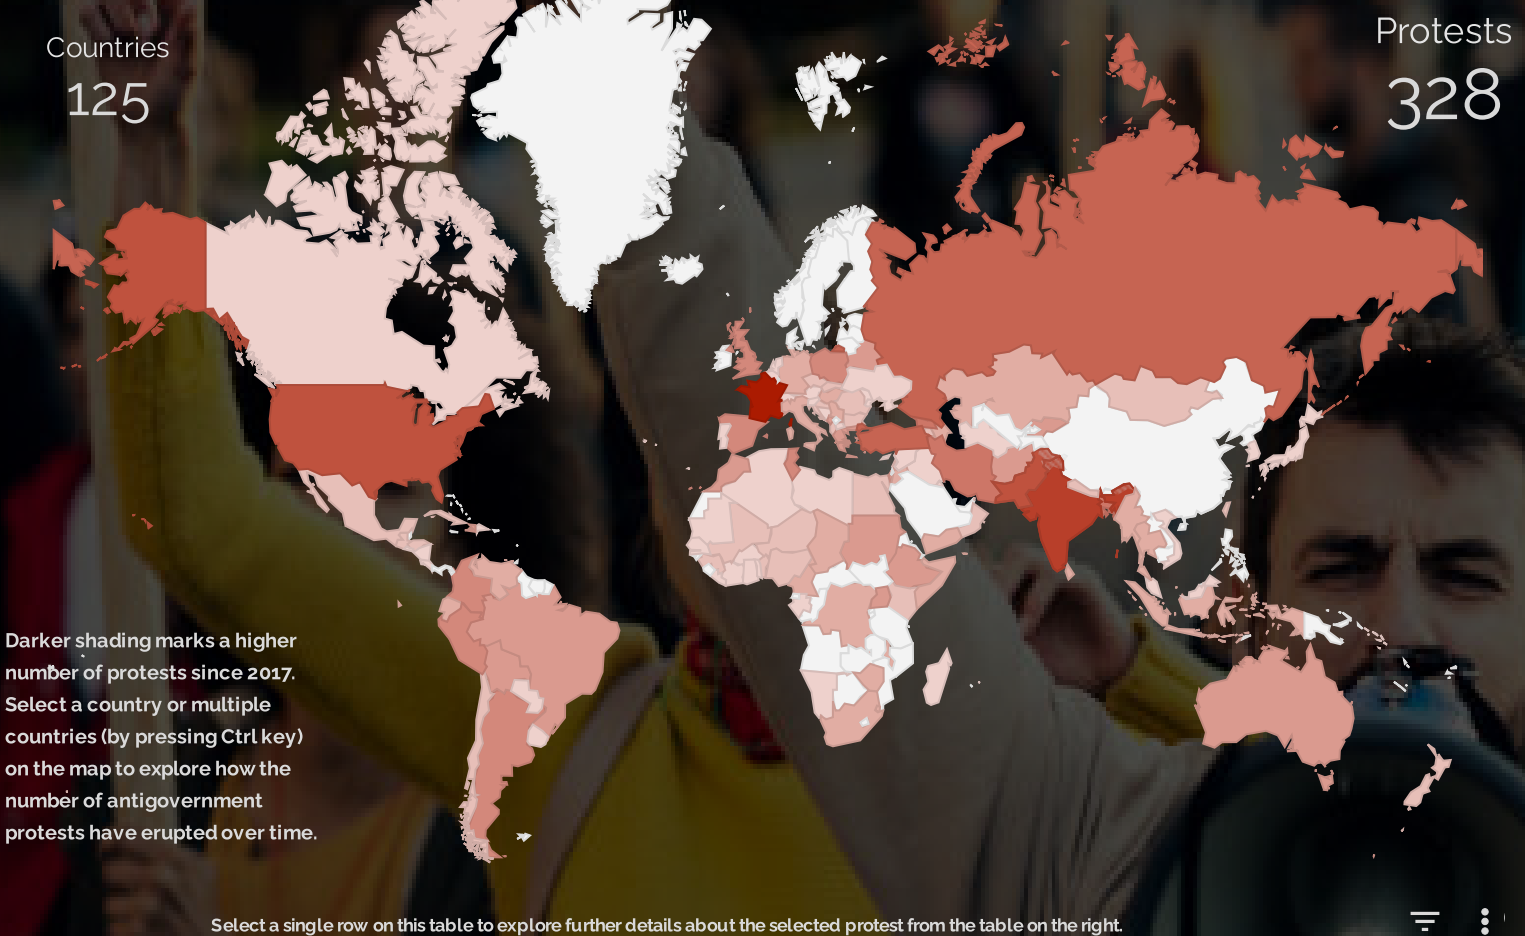 Countries
125
Protests
328
Darker shading marks a higher
number of protests since 2017.
Select a country or multiple
countries (by pressing Ctrl key)
on the map to explore how the
number of antigovernment
protests have erupted over time.
Select a single row on this table to explore further details about the selected protest from the table on the right.